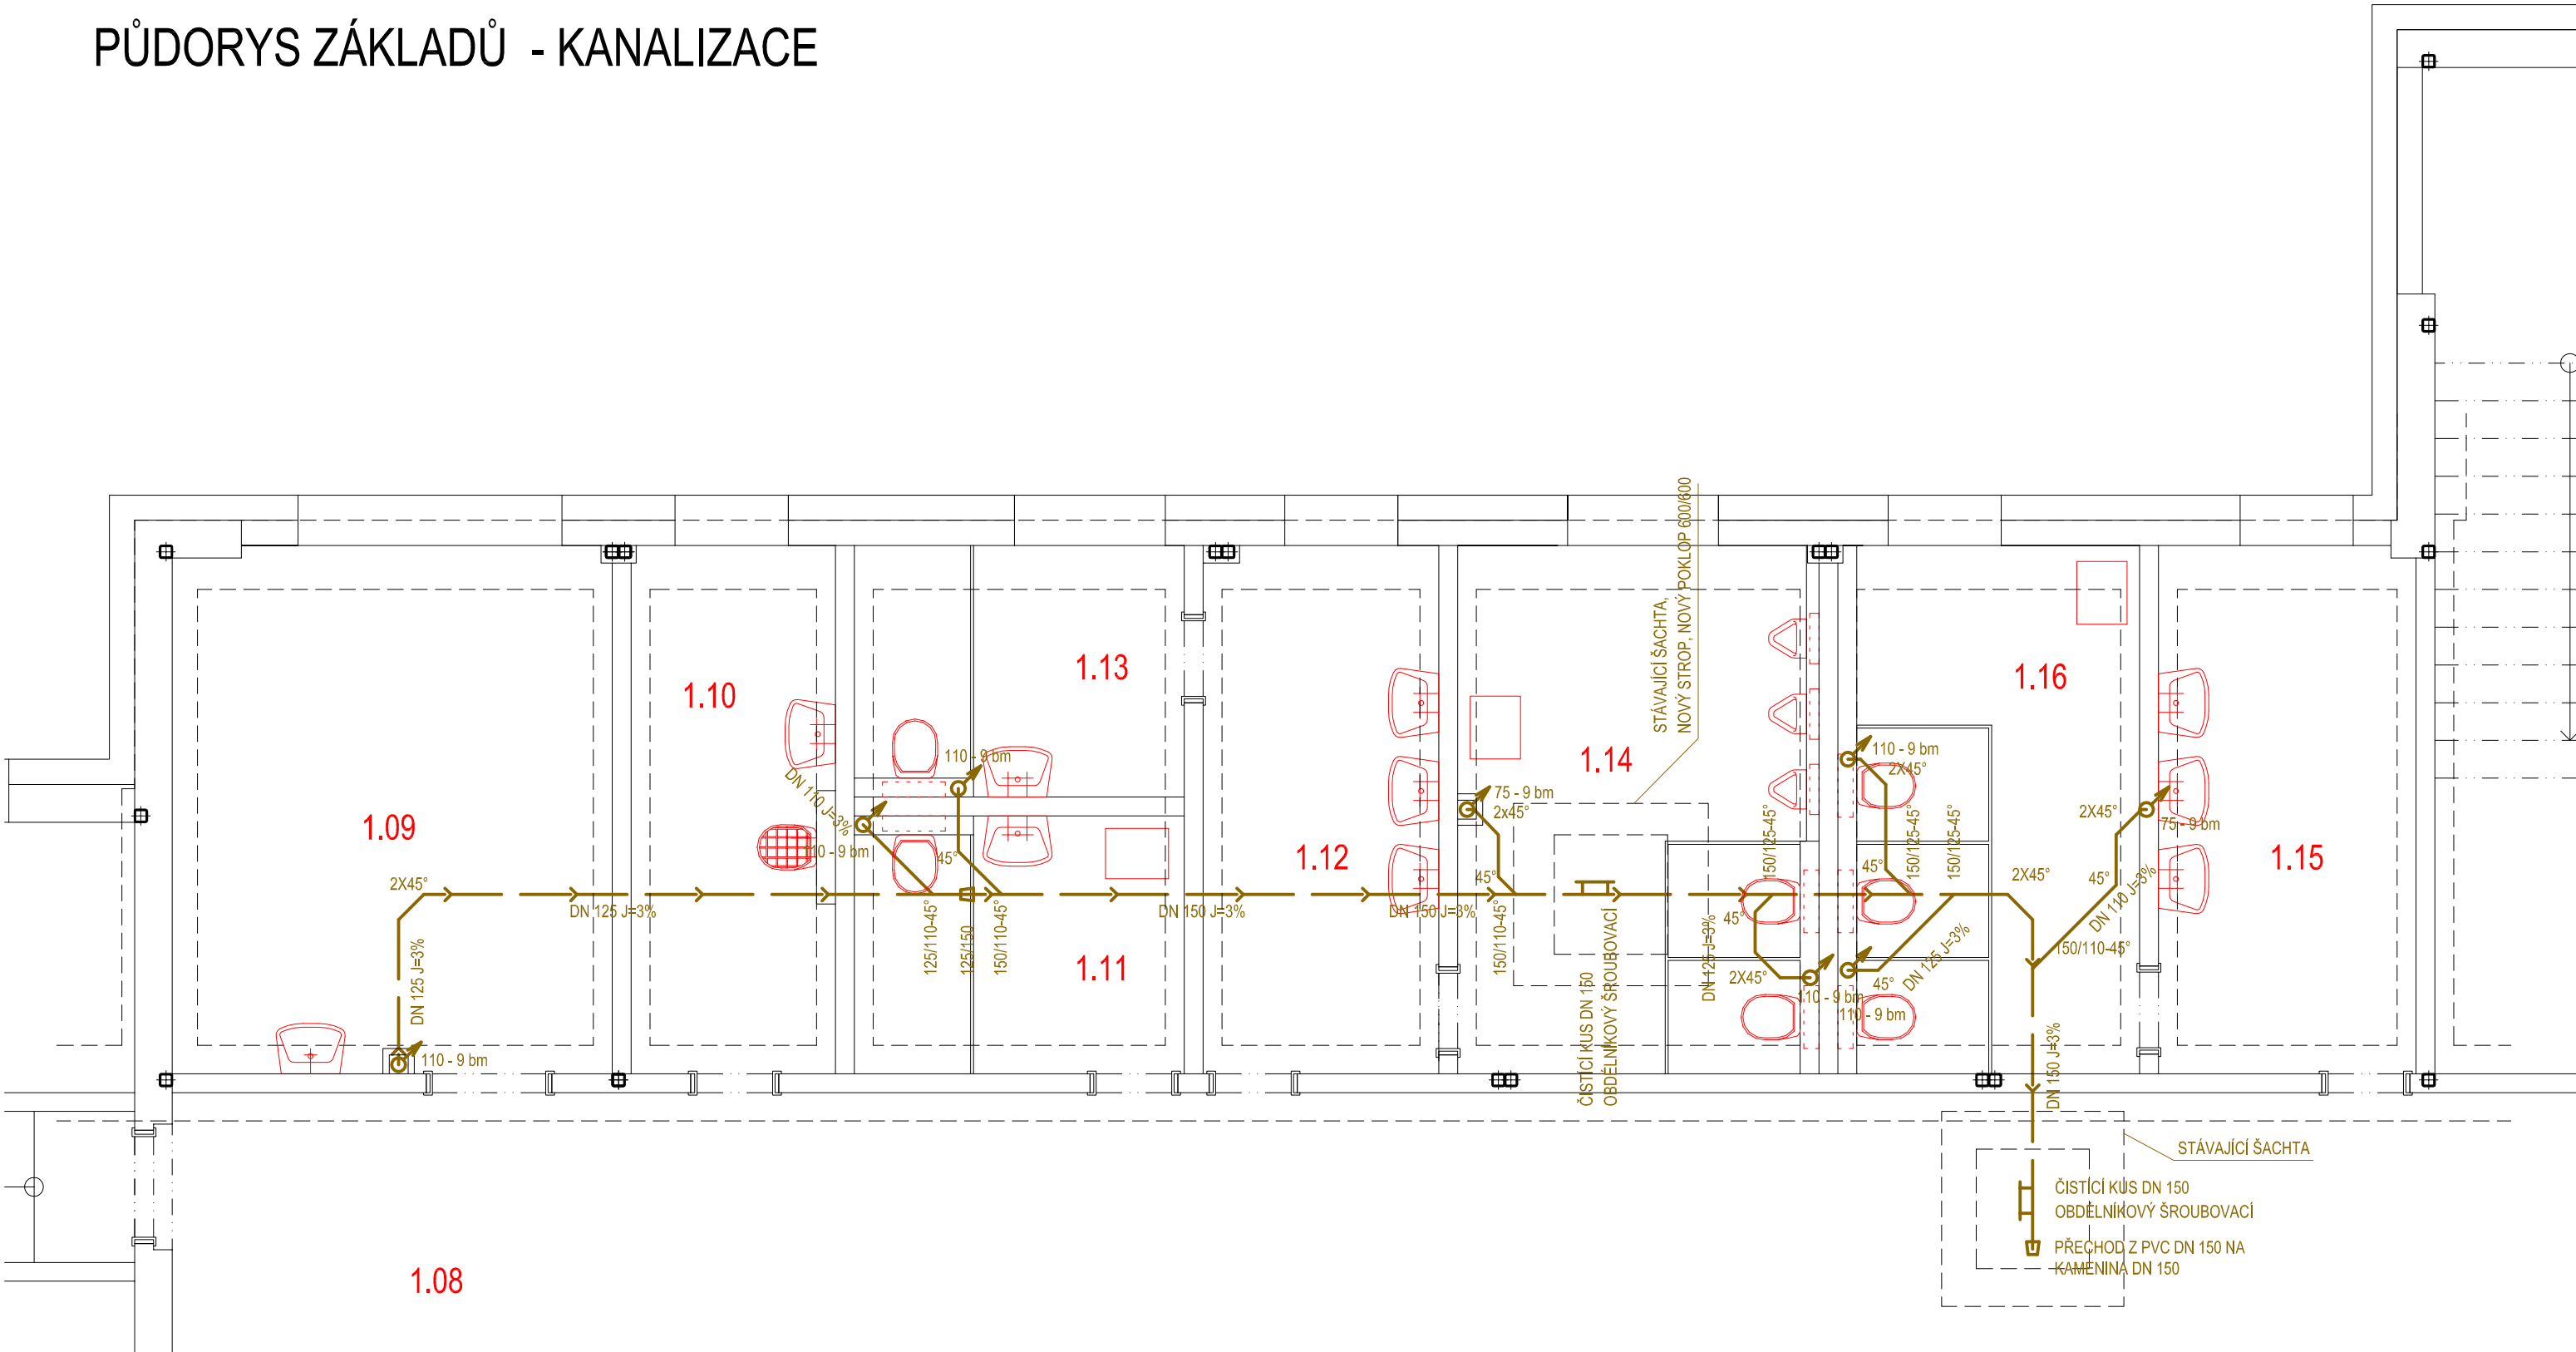 PŮDORYS ZÁKLADŮ - KANALIZACE
STÁVAJÍCÍ ŠACHTA,
NOVÝ STROP, NOVÝ POKLOP 600/600
1.13
1.10
1.16
1.14
1.09
1.12
1.15
1.11
1.08
110 - 9 bm
DN 110 J=3%
110 - 9 bm
45°
75 - 9 bm
2x45°
45°
110 - 9 bm
2X45°
150/125-45°
150/125-45°
150/125-45°
45°
2X45°
2X45°
75 - 9 bm
45°
DN 110 J=3%
150/110-45°
2X45°
DN 125 J=3%
DN 125 J=3%
110 - 9 bm
125/110-45°
125/150
150/110-45°
DN 150 J=3%
DN 150 J=3%
150/110-45°
ČISTÍCÍ KUS DN 150
OBDÉLNÍKOVÝ ŠROUBOVACÍ
DN 125 J=3%
45°
2X45°
110 - 9 bm
45°
110 - 9 bm
DN 125 J=3%
DN 150 J=3%
STÁVAJÍCÍ ŠACHTA
ČISTÍCÍ KUS DN 150
OBDÉLNÍKOVÝ ŠROUBOVACÍ
PŘECHOD Z PVC DN 150 NA
KAMENINA DN 150